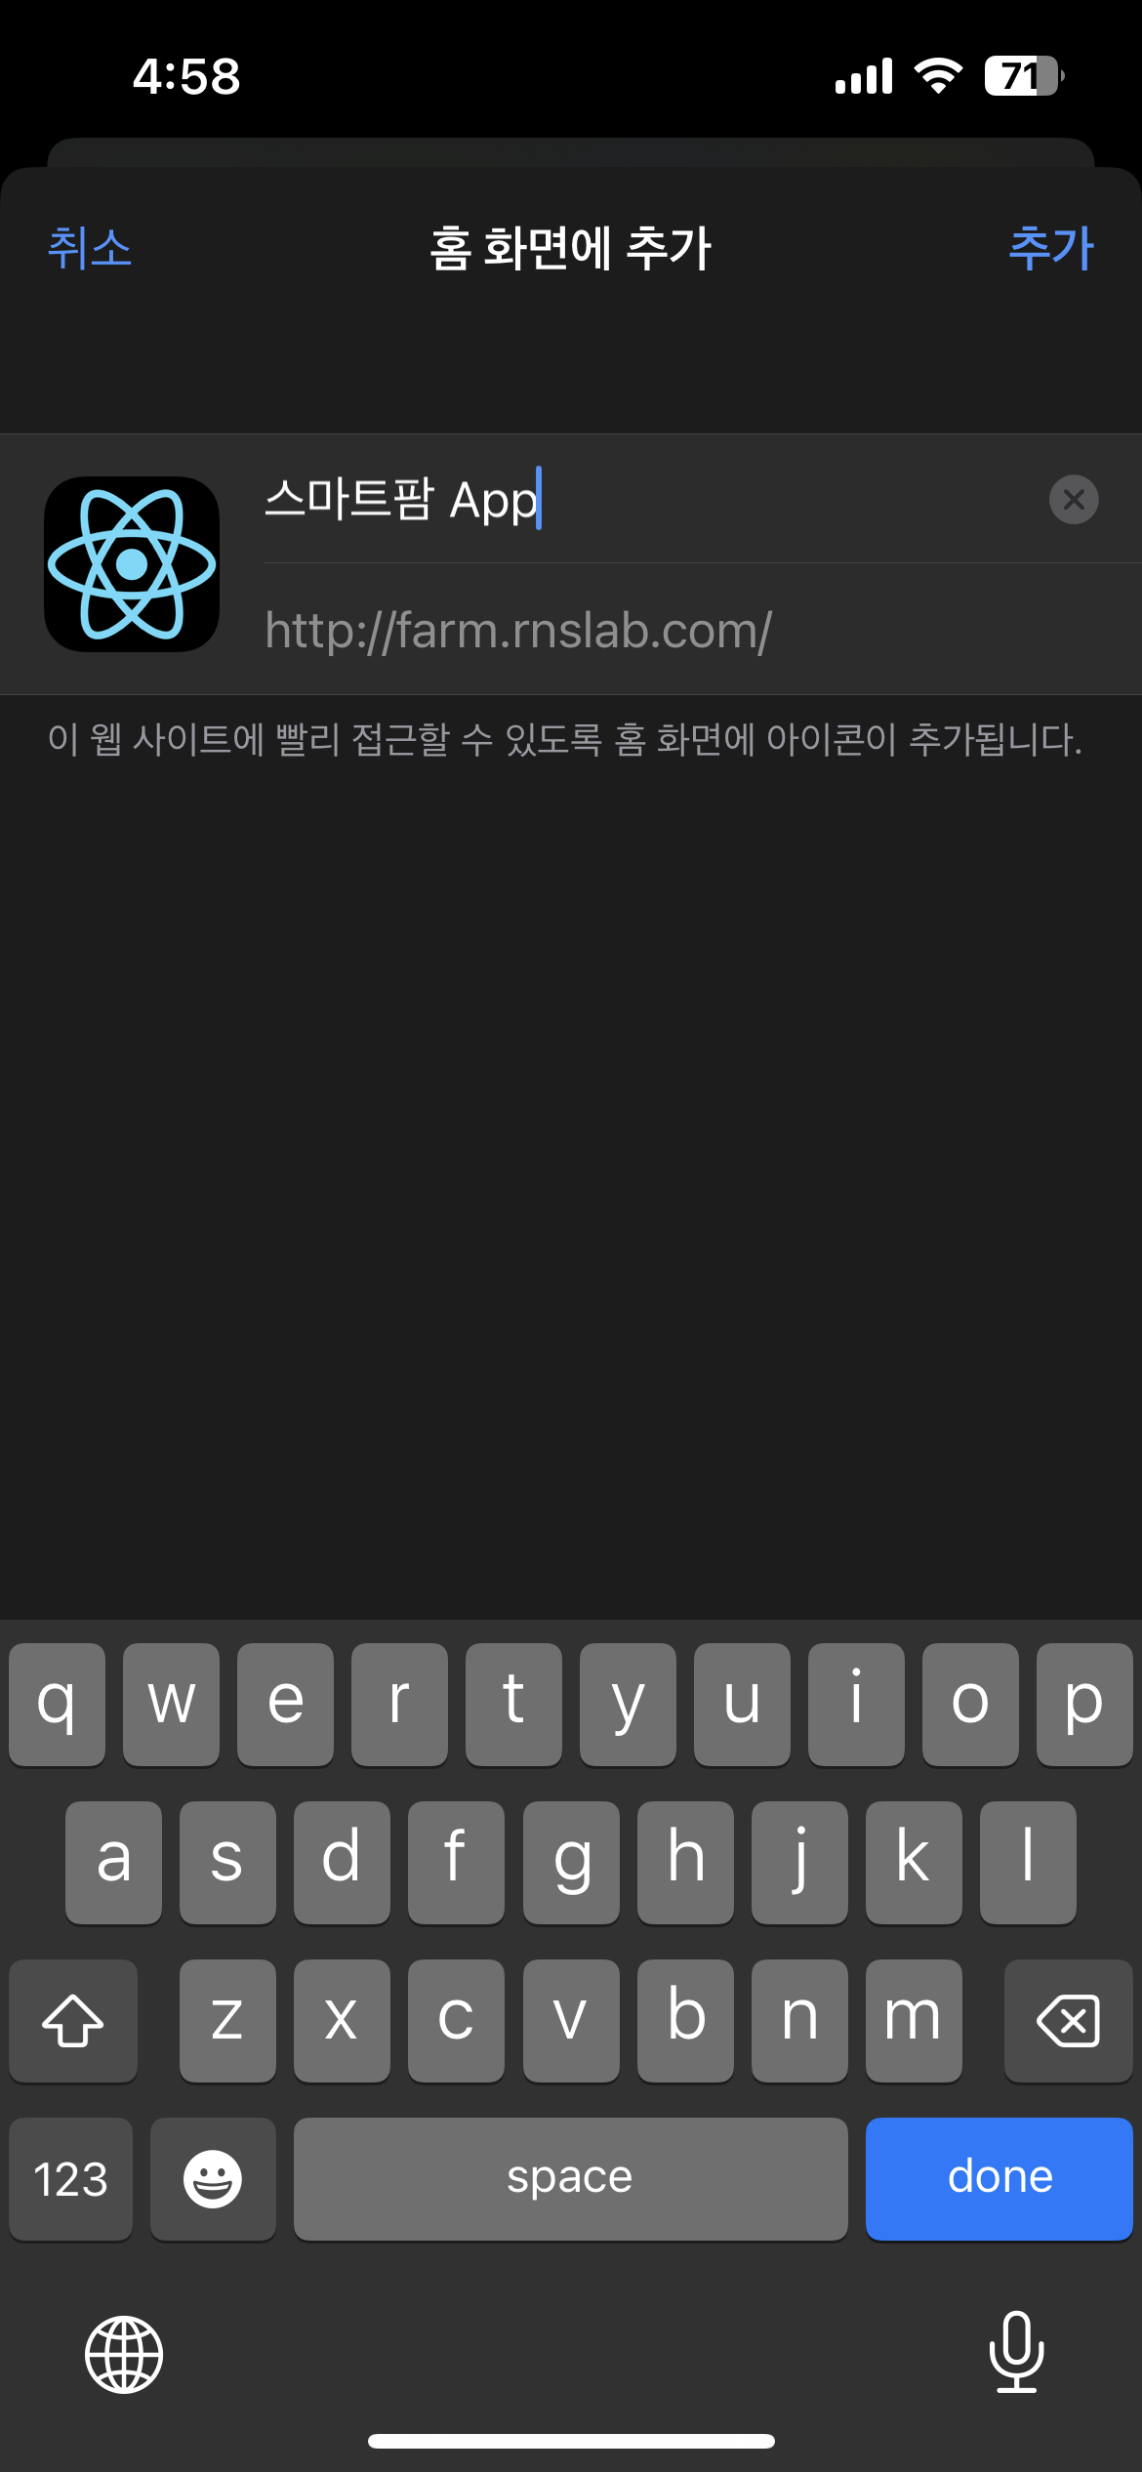 4:58
71
취소 홈 화면에 추가 추가
스마트팜 App
http://farm.rnslab.com/
이 웹 사이트에 빨리 접근할 수 있도록 홈 화면에 아이콘이 추가됩니다.
q w e r t y u i o p
a s d f g h j k l
z x c v b n m
123 space done